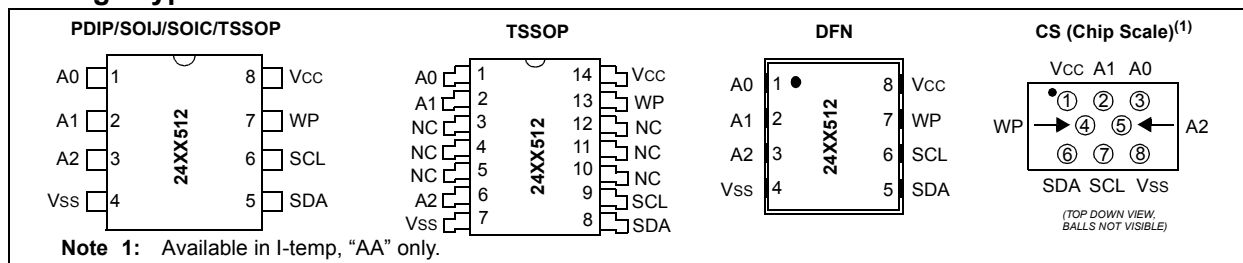 PDIP/SOIJ/SOIC/TSSOP
A0 1 8 VCC
A1 2 7 WP
A2 3 6 SCL
VSS 4 5 SDA
24XX512
TSSOP
A0 1 14 VCC
A1 2 13 WP
NC 3 12 NC
NC 4 11 NC
NC 5 10 NC
A2 6 9 SCL
VSS 7 8 SDA
24XX512
DFN
A0 1 8 VCC
A1 2 7 WP
A2 3 6 SCL
VSS 4 5 SDA
24XX512
CS (Chip Scale)(1)
VCC A1 A0
1 2 3
WP 4 5 A2
6 7 8
SDA SCL VSS
(TOP DOWN VIEW,
BALLS NOT VISIBLE)
Note 1: Available in I-temp, “AA” only.